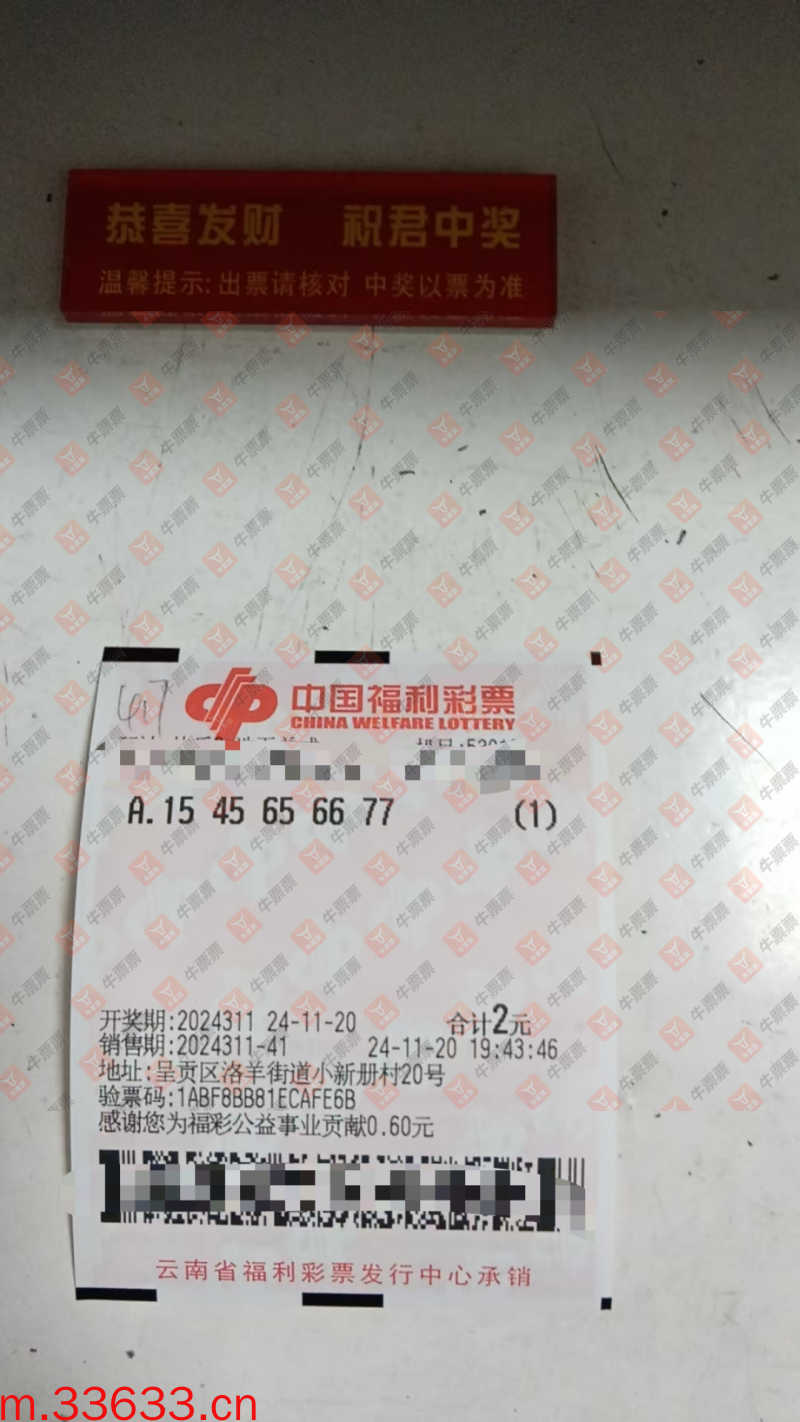 恭喜发财 祝君中奖
温馨提示:出票请核对 中奖以票为准
中国福利彩票
CHINA WELFARE LOTTERY
A.15 45 65 66 77 (1)
开奖期:2024311 24-11-20 合计2元
销售期:2024311-41 24-11-20 19:43:46
地址:呈贡区洛羊街道小新册村20号
验票码:1ABF8BB81ECAFE6B
感谢您为福彩公益事业贡献0.60元
云南省福利彩票发行中心承销
牛票票
m.33633.cn